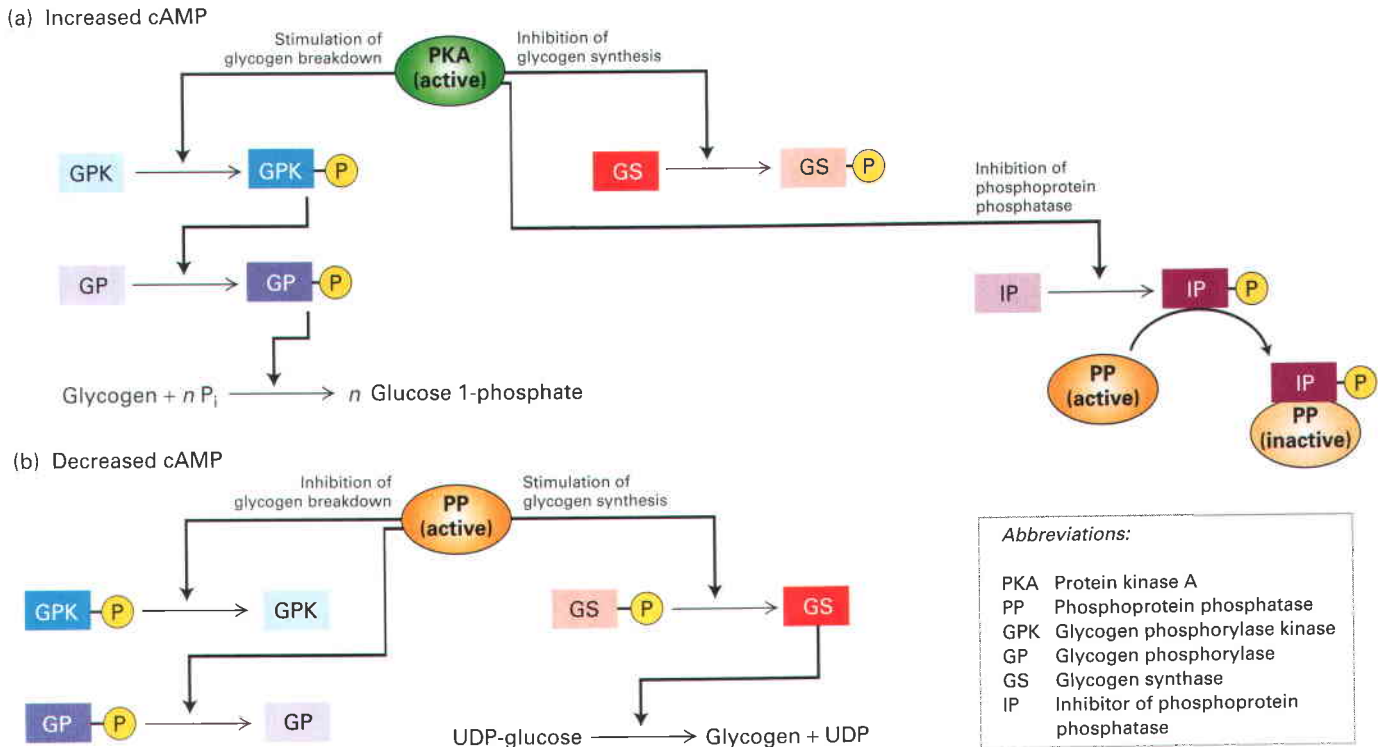 (a) Increased cAMP
Stimulation of
glycogen breakdown
PKA
(active)
Inhibition of
glycogen synthesis
GPK
GPK
P
GS
GS
P
Inhibition of
phosphoprotein
phosphatase
GP
GP
P
IP
IP
P
Glycogen + n Pi
n Glucose 1-phosphate
PP
(active)
IP
P
PP
(inactive)
(b) Decreased cAMP
Inhibition of
glycogen breakdown
PP
(active)
Stimulation of
glycogen synthesis
GPK
P
GPK
GS
P
GS
GP
P
GP
UDP-glucose
Glycogen + UDP
Abbreviations:
PKA Protein kinase A
PP Phosphoprotein phosphatase
GPK Glycogen phosphorylase kinase
GP Glycogen phosphorylase
GS Glycogen synthase
IP Inhibitor of phosphoprotein
phosphatase